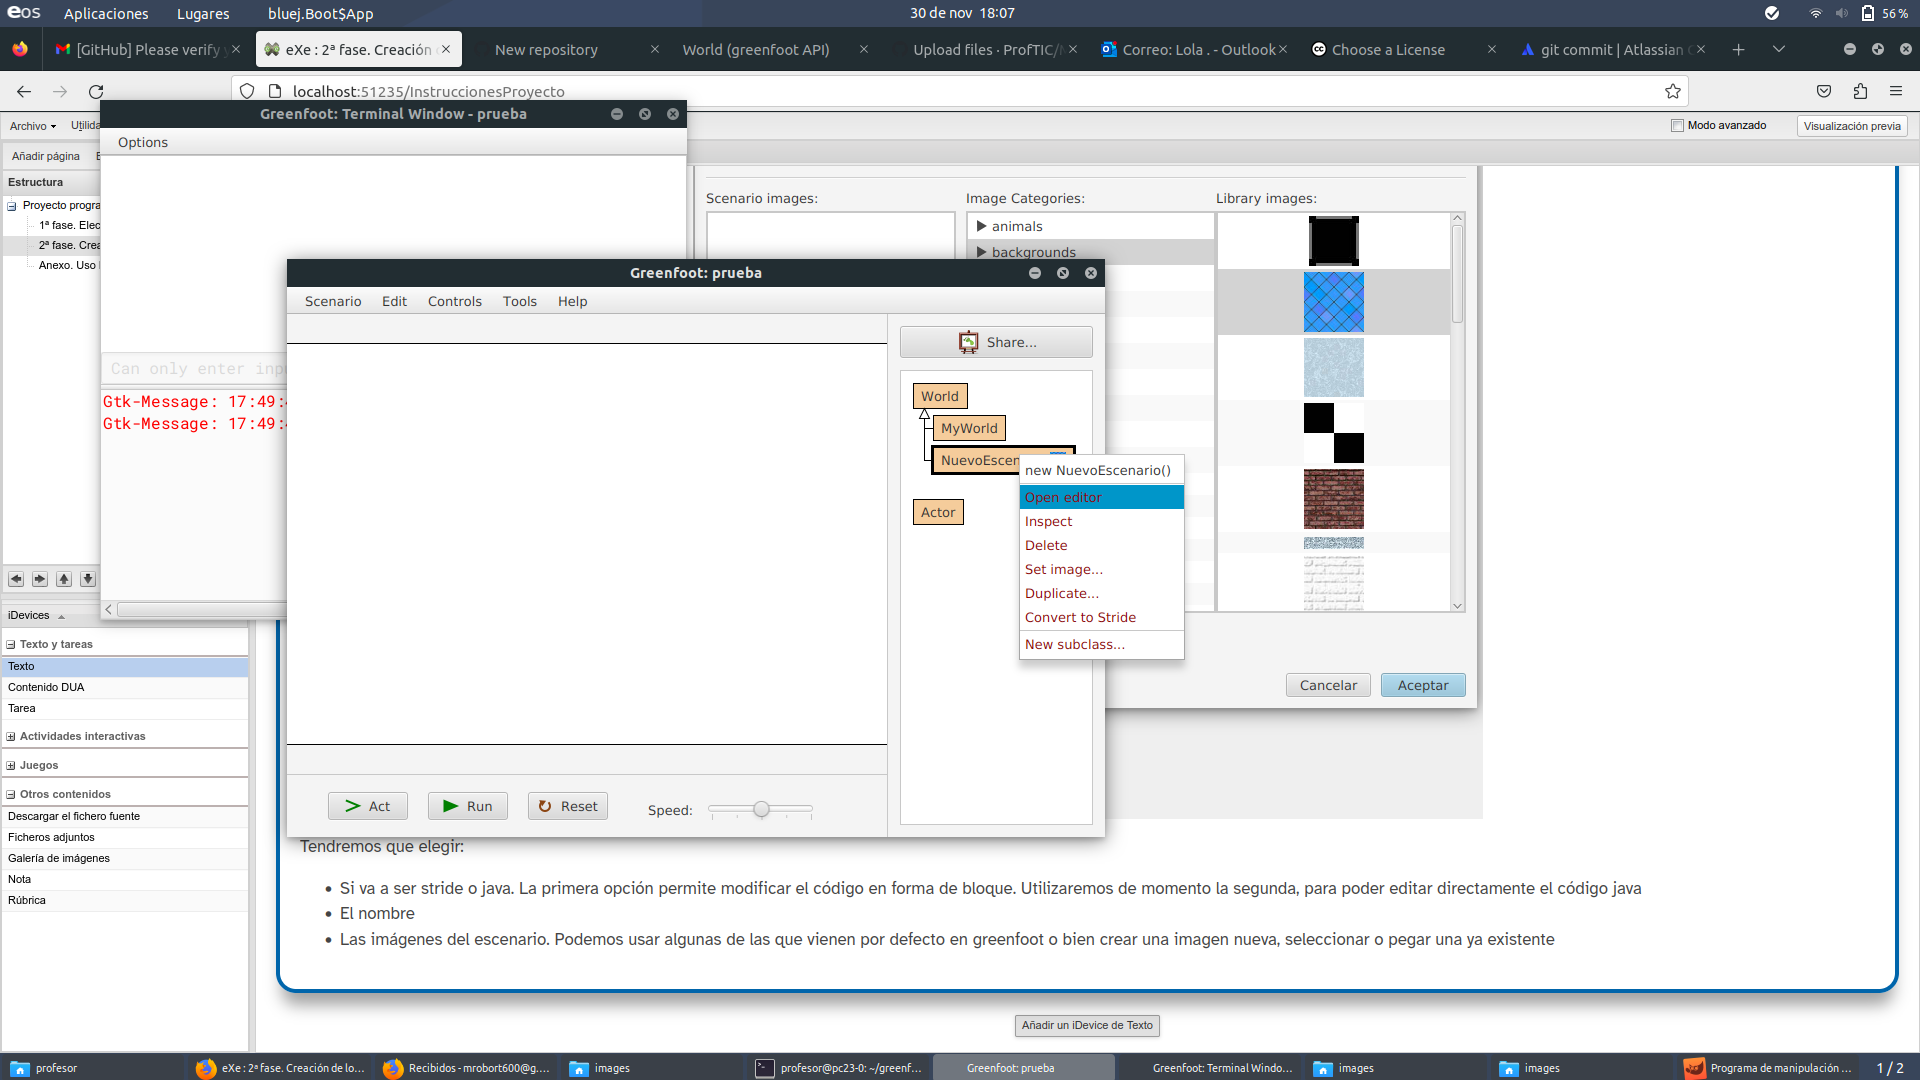 eos Aplicaciones Lugares bluej.Boot$App 30 de nov 18:07 56 %
[GitHub] Please verify
eXe : 2ª fase. Creación
New repository
World (greenfoot API)
Upload files · ProfTIC/
Correo: Lola . - Outlook
Choose a License
git commit | Atlassian
localhost:51235/InstruccionesProyecto
Archivo
Utilida
Modo avanzado
Visualización previa
Añadir página
Estructura
Proyecto progra
1ª fase. Elec
2ª fase. Crea
Anexo. Uso
iDevices
Texto y tareas
Texto
Contenido DUA
Tarea
Actividades interactivas
Juegos
Otros contenidos
Descargar el fichero fuente
Ficheros adjuntos
Galería de imágenes
Nota
Rúbrica
Greenfoot: Terminal Window - prueba
Options
Can only enter inp
Gtk-Message: 17:49:
Gtk-Message: 17:49:
Scenario images:
Image Categories:
Library images:
animals
backgrounds
Cancelar
Aceptar
Greenfoot: prueba
Scenario Edit Controls Tools Help
Share...
World
MyWorld
NuevoEscen
Actor
new NuevoEscenario()
Open editor
Inspect
Delete
Set image...
Duplicate...
Convert to Stride
New subclass...
Act
Run
Reset
Speed:
Tendremos que elegir:
• Si va a ser stride o java. La primera opción permite modificar el código en forma de bloque. Utilizaremos de momento la segunda, para poder editar directamente el código java
• El nombre
• Las imágenes del escenario. Podemos usar algunas de las que vienen por defecto en greenfoot o bien crear una imagen nueva, seleccionar o pegar una ya existente
Añadir un iDevice de Texto
profesor
eXe : 2ª fase. Creación de lo...
Recibidos - mrobort600@g....
images
profesor@pc23-0: ~/greenf...
Greenfoot: prueba
Greenfoot: Terminal Windo...
images
images
Programa de manipulación ...
1 / 2